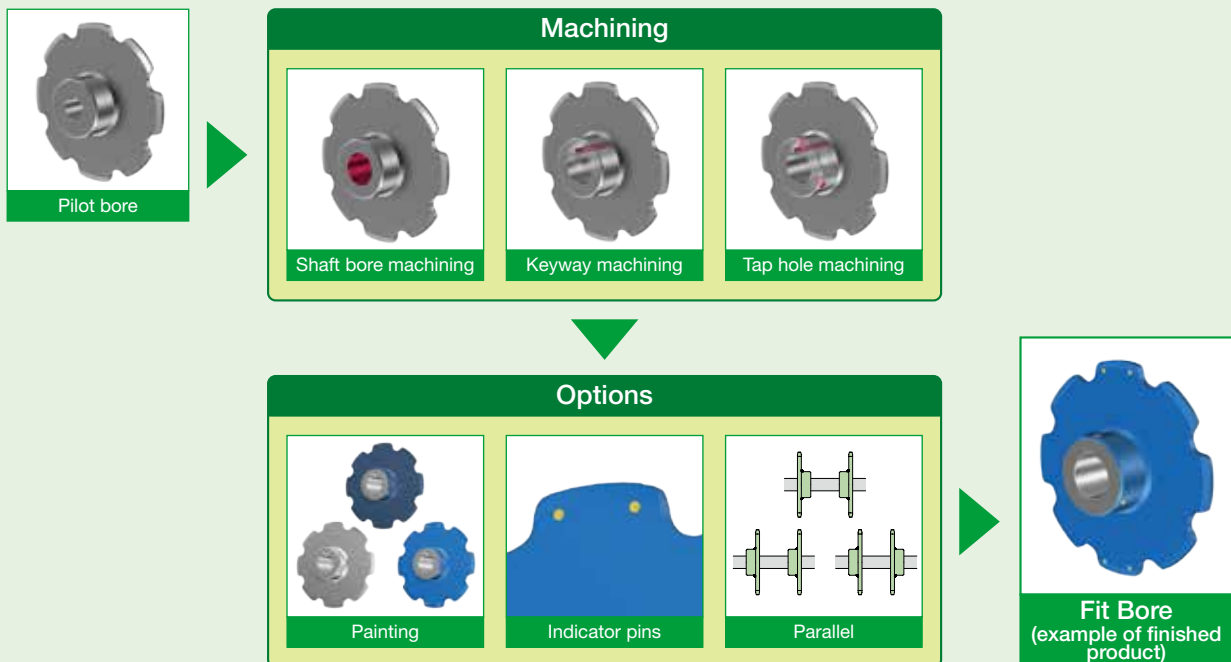 Machining
Pilot bore
Shaft bore machining
Keyway machining
Tap hole machining
Options
Painting
Indicator pins
Parallel
Fit Bore
(example of finished
product)